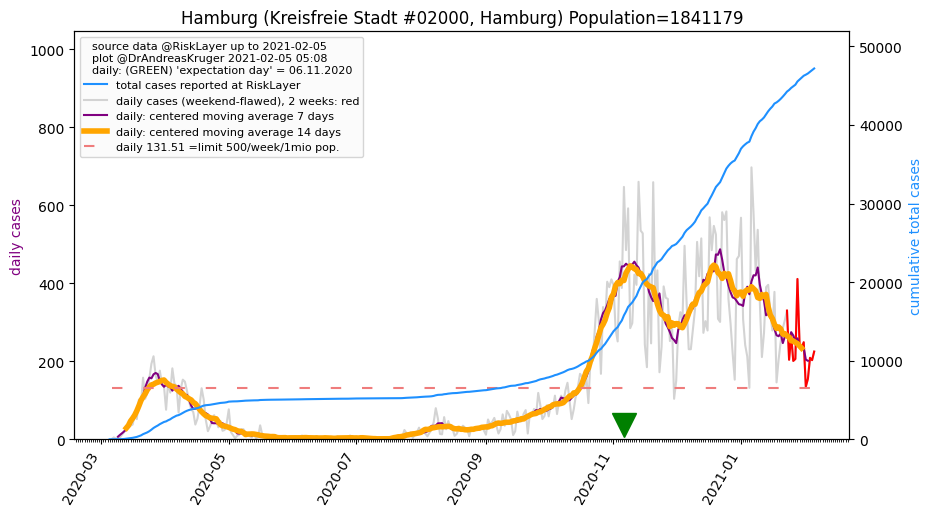 Hamburg (Kreisfreie Stadt #02000, Hamburg) Population=1841179
source data @RiskLayer up to 2021-02-05
plot @DrAndreasKruger 2021-02-05 05:08
daily: (GREEN) 'expectation day' = 06.11.2020
total cases reported at RiskLayer
daily cases (weekend-flawed), 2 weeks: red
daily: centered moving average 7 days
daily: centered moving average 14 days
daily 131.51 =limit 500/week/1mio pop.
daily cases
1000
800
600
400
200
0
cumulative total cases
50000
40000
30000
20000
10000
0
2020-03
2020-05
2020-07
2020-09
2020-11
2021-01